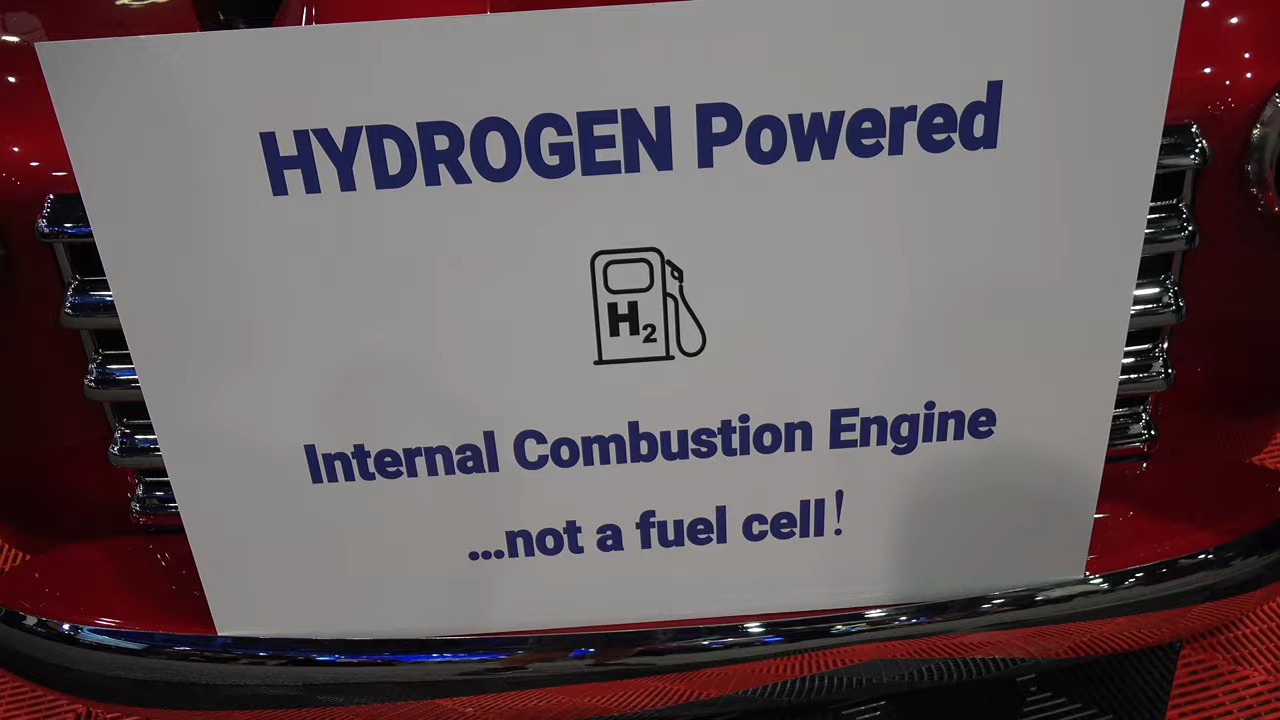 HYDROGEN Powered
H2
Internal Combustion Engine
...not a fuel cell!